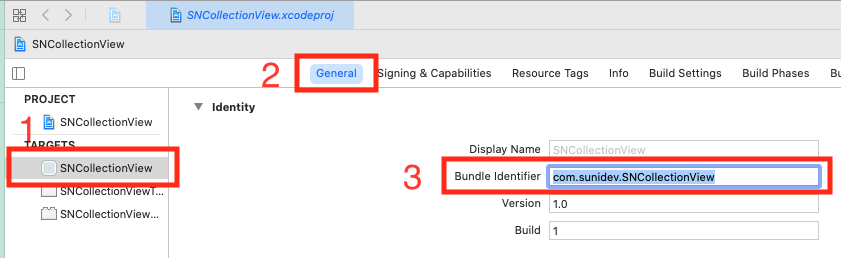 SNCollectionView.xcodeproj
SNCollectionView
2
General Signing & Capabilities Resource Tags Info Build Settings Build Phases Bu
PROJECT
Identity
SNCollectionView
1
TARGETS
Display Name SNCollectionView
SNCollectionView
3
Bundle Identifier com.sunidev.SNCollectionView
SNCollectionViewT...
Version 1.0
SNCollectionView...
Build 1